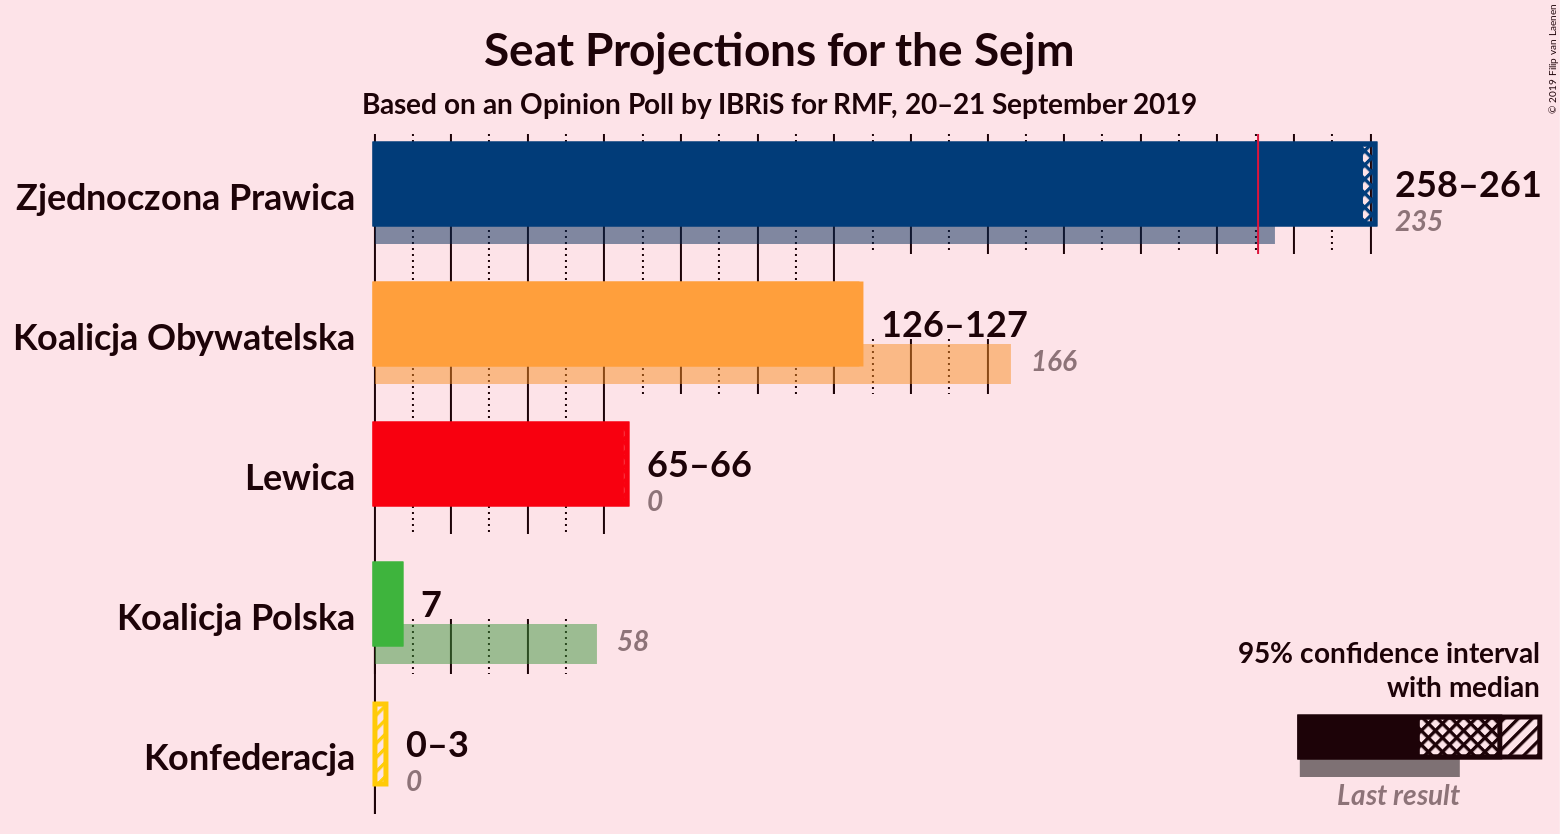 Seat Projections for the Sejm
Based on an Opinion Poll by IBRiS for RMF, 20–21 September 2019
© 2019 Filip van Laenen
Zjednoczona Prawica
258–261
235
Koalicja Obywatelska
126–127
166
Lewica
65–66
0
Koalicja Polska
7
58
Konfederacja
0–3
0
95% confidence interval
with median
Last result